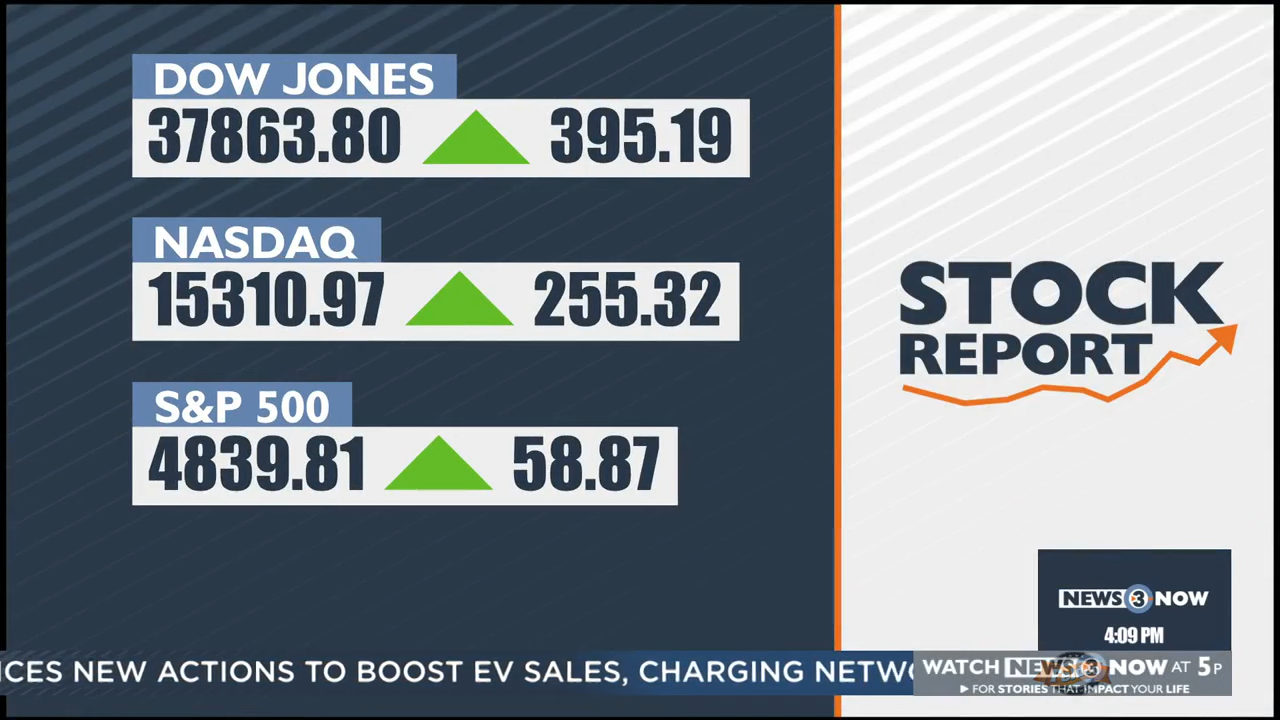 DOW JONES
37863.80 395.19
NASDAQ
15310.97 255.32
S&P 500
4839.81 58.87
STOCK
REPORT
NEWS 3 NOW
4:09 PM
NEW ACTIONS TO BOOST EV SALES, CHARGING
WATCH NEWS 3 NOW AT 5P
FOR STORIES THAT IMPACT YOUR LIFE